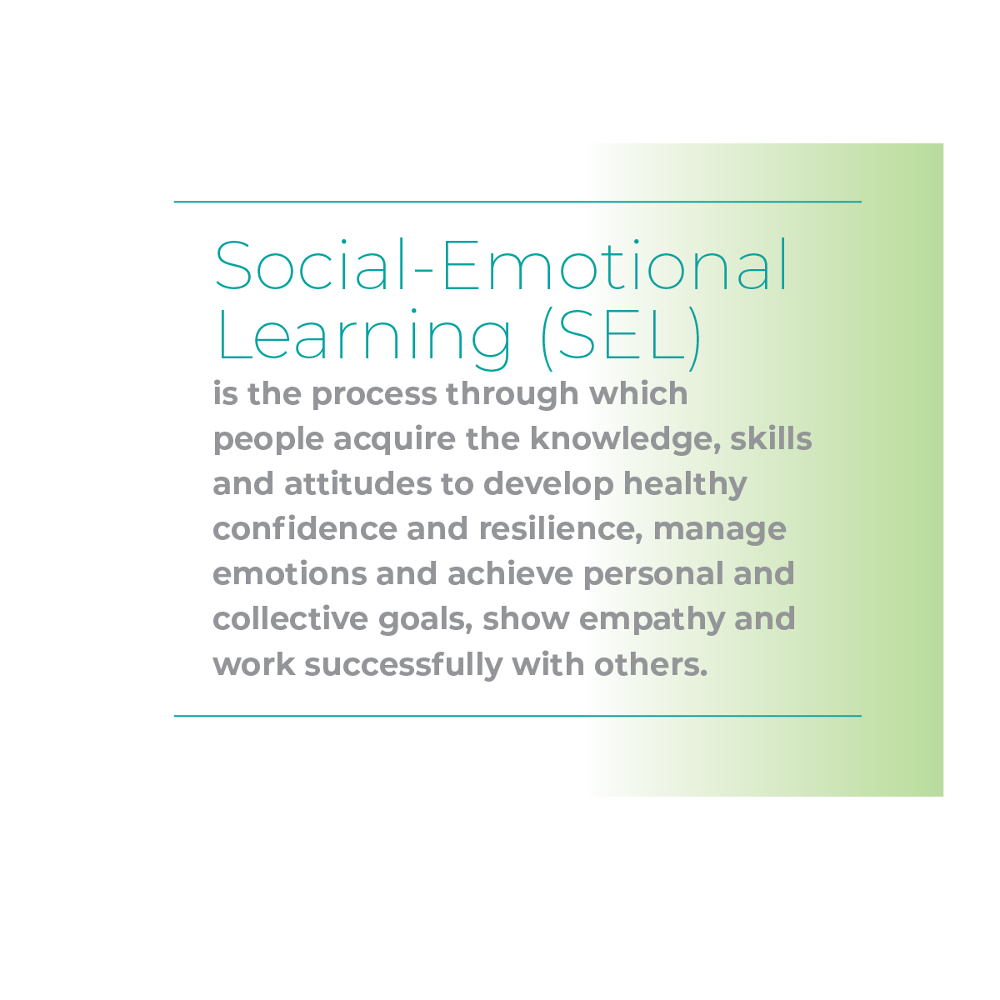 Social-Emotional
Learning (SEL)
is the process through which
people acquire the knowledge, skills
and attitudes to develop healthy
confidence and resilience, manage
emotions and achieve personal and
collective goals, show empathy and
work successfully with others.